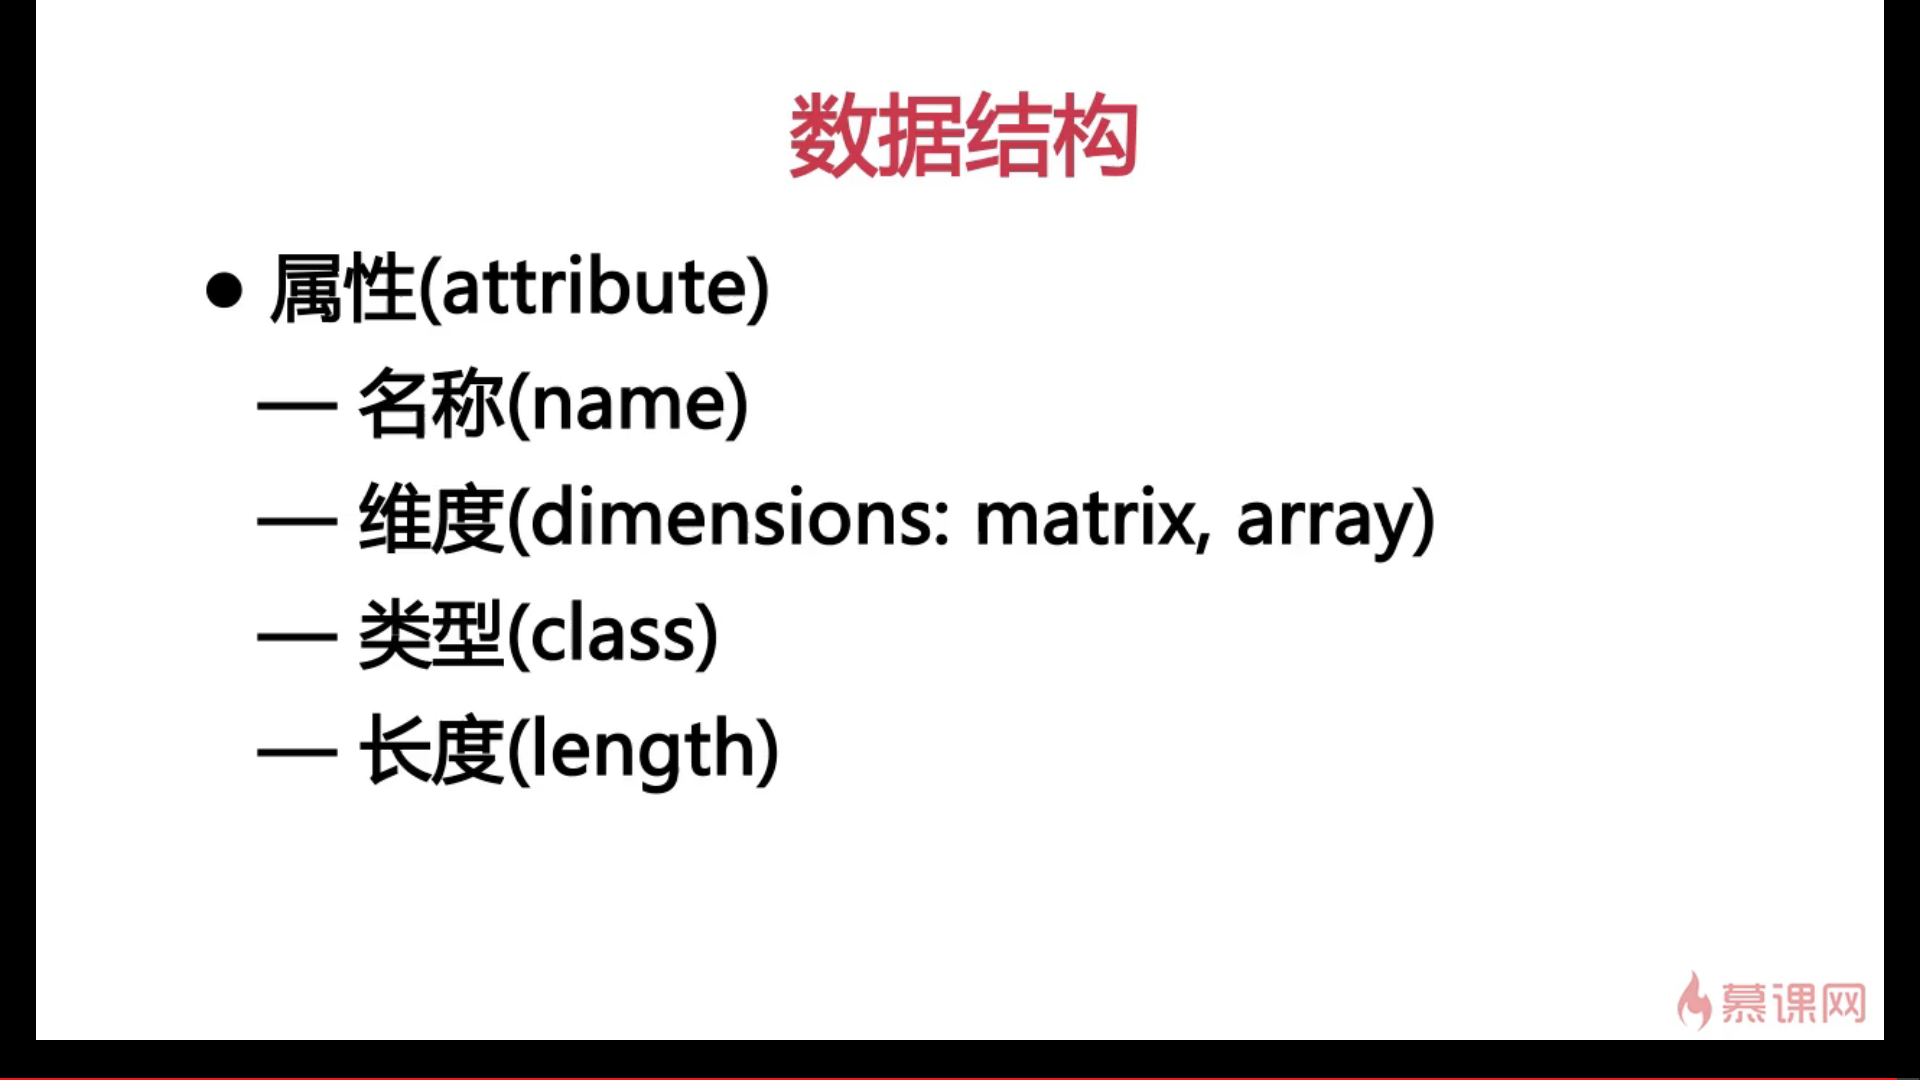 数据结构
● 属性(attribute)
— 名称(name)
— 维度(dimensions: matrix, array)
— 类型(class)
— 长度(length)
慕课网